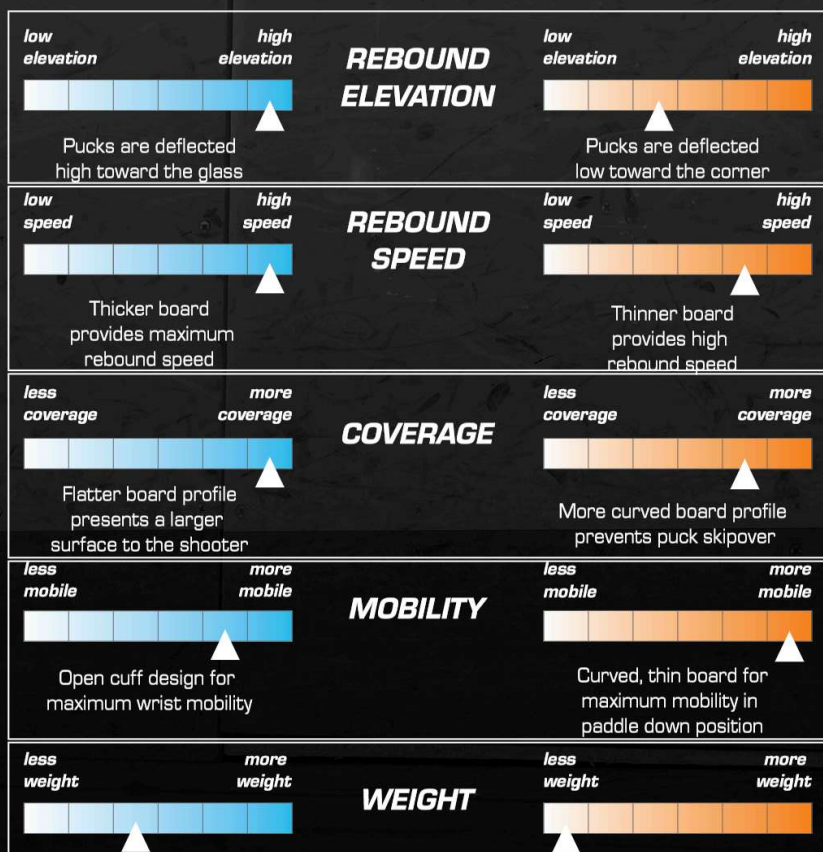 low
elevation
high
elevation
REBOUND
ELEVATION
low
elevation
high
elevation
Pucks are deflected
high toward the glass
Pucks are deflected
low toward the corner
low
speed
high
speed
REBOUND
SPEED
low
speed
high
speed
Thicker board
provides maximum
rebound speed
Thinner board
provides high
rebound speed
less
coverage
more
coverage
COVERAGE
less
coverage
more
coverage
Flatter board profile
presents a larger
surface to the shooter
More curved board profile
prevents puck skipover
less
mobile
more
mobile
MOBILITY
less
mobile
more
mobile
Open cuff design for
maximum wrist mobility
Curved, thin board for
maximum mobility in
paddle down position
less
weight
more
weight
WEIGHT
less
weight
more
weight